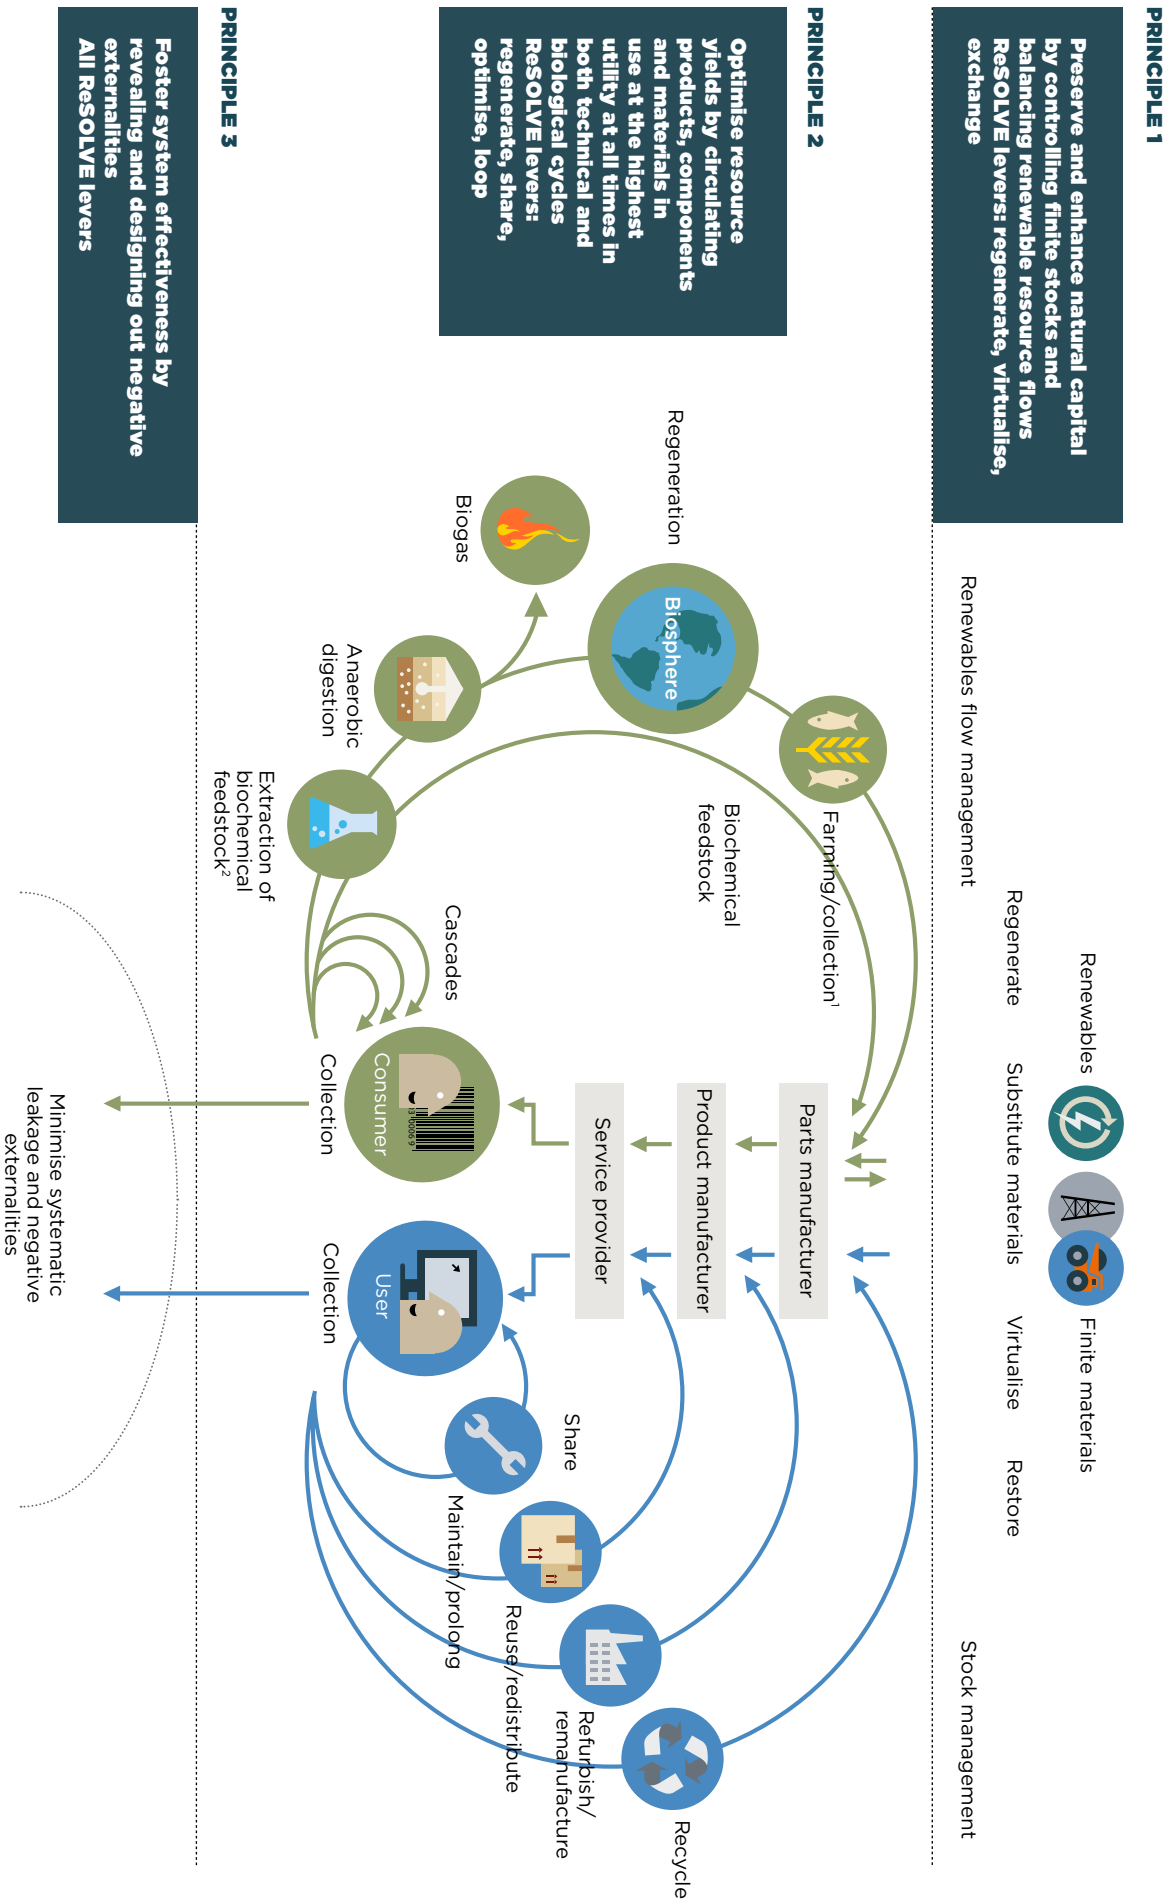 PRINCIPLE 1
Preserve and enhance natural capital
by controlling finite stocks and
balancing renewable resource flows
ReSOLVE levers: regenerate, virtualise,
exchange
Renewables
Finite materials
Regenerate
Substitute materials
Virtualise
Restore
Renewables flow management
Stock management
PRINCIPLE 2
Optimise resource
yields by circulating
products, components
and materials in
use at the highest
utility at all times in
both technical and
biological cycles
ReSOLVE levers:
regenerate, share,
optimise, loop
Farming/collection¹
Parts manufacturer
Biochemical
feedstock
Regeneration
Biosphere
Product manufacturer
Recycle
Service provider
Share
Refurbish/
remanufacture
Reuse/redistribute
Biogas
Cascades
Maintain/prolong
3 00069
Consumer
User
Anaerobic
digestion
Collection
Collection
Extraction of
biochemical
feedstock²
PRINCIPLE 3
Foster system effectiveness by
revealing and designing out negative
externalities
All ReSOLVE levers
Minimise systematic
leakage and negative
externalities